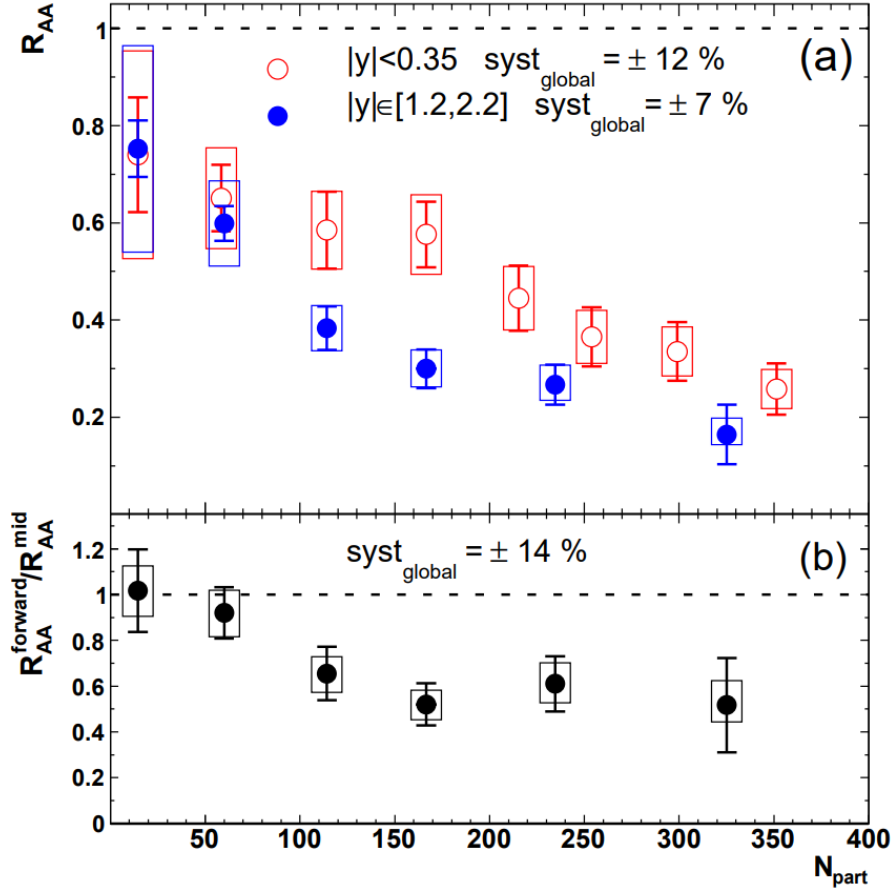 R_AA
1
0.8
0.6
0.4
0.2
(a)
|y|<0.35 syst_global = ± 12 %
|y|∈[1.2,2.2] syst_global = ± 7 %
R_AA^forward/R_AA^mid
1.2
1
0.8
0.6
0.4
0.2
0
syst_global = ± 14 %
(b)
50 100 150 200 250 300 350 400
N_part